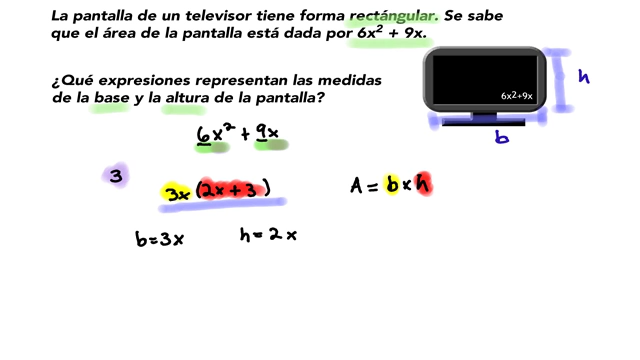 La pantalla de un televisor tiene forma rectángular. Se sabe
que el área de la pantalla está dada por 6x² + 9x.
¿Qué expresiones representan las medidas
de la base y la altura de la pantalla?
6x²+9x
h
b
6x² + 9x
3
3x (2x + 3)
A = b x h
b=3x h=2x